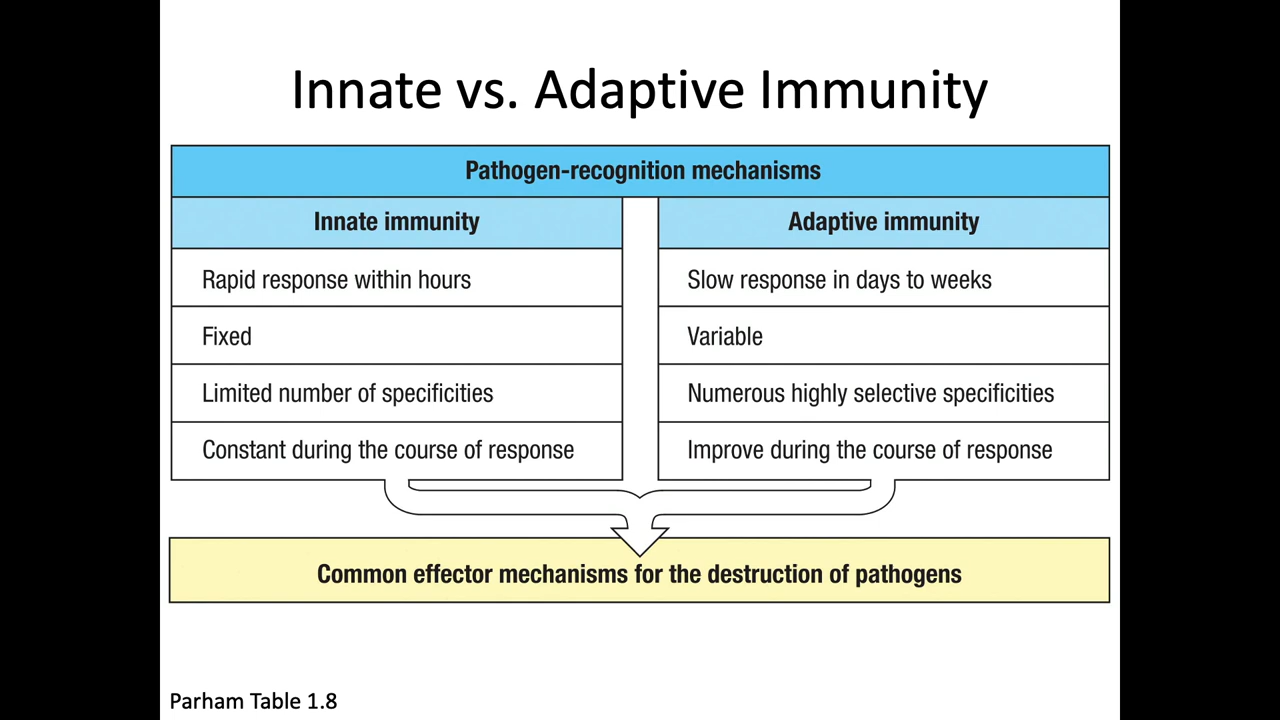 Innate vs. Adaptive Immunity
Pathogen-recognition mechanisms
Innate immunity
Adaptive immunity
Rapid response within hours
Slow response in days to weeks
Fixed
Variable
Limited number of specificities
Numerous highly selective specificities
Constant during the course of response
Improve during the course of response
Common effector mechanisms for the destruction of pathogens
Parham Table 1.8